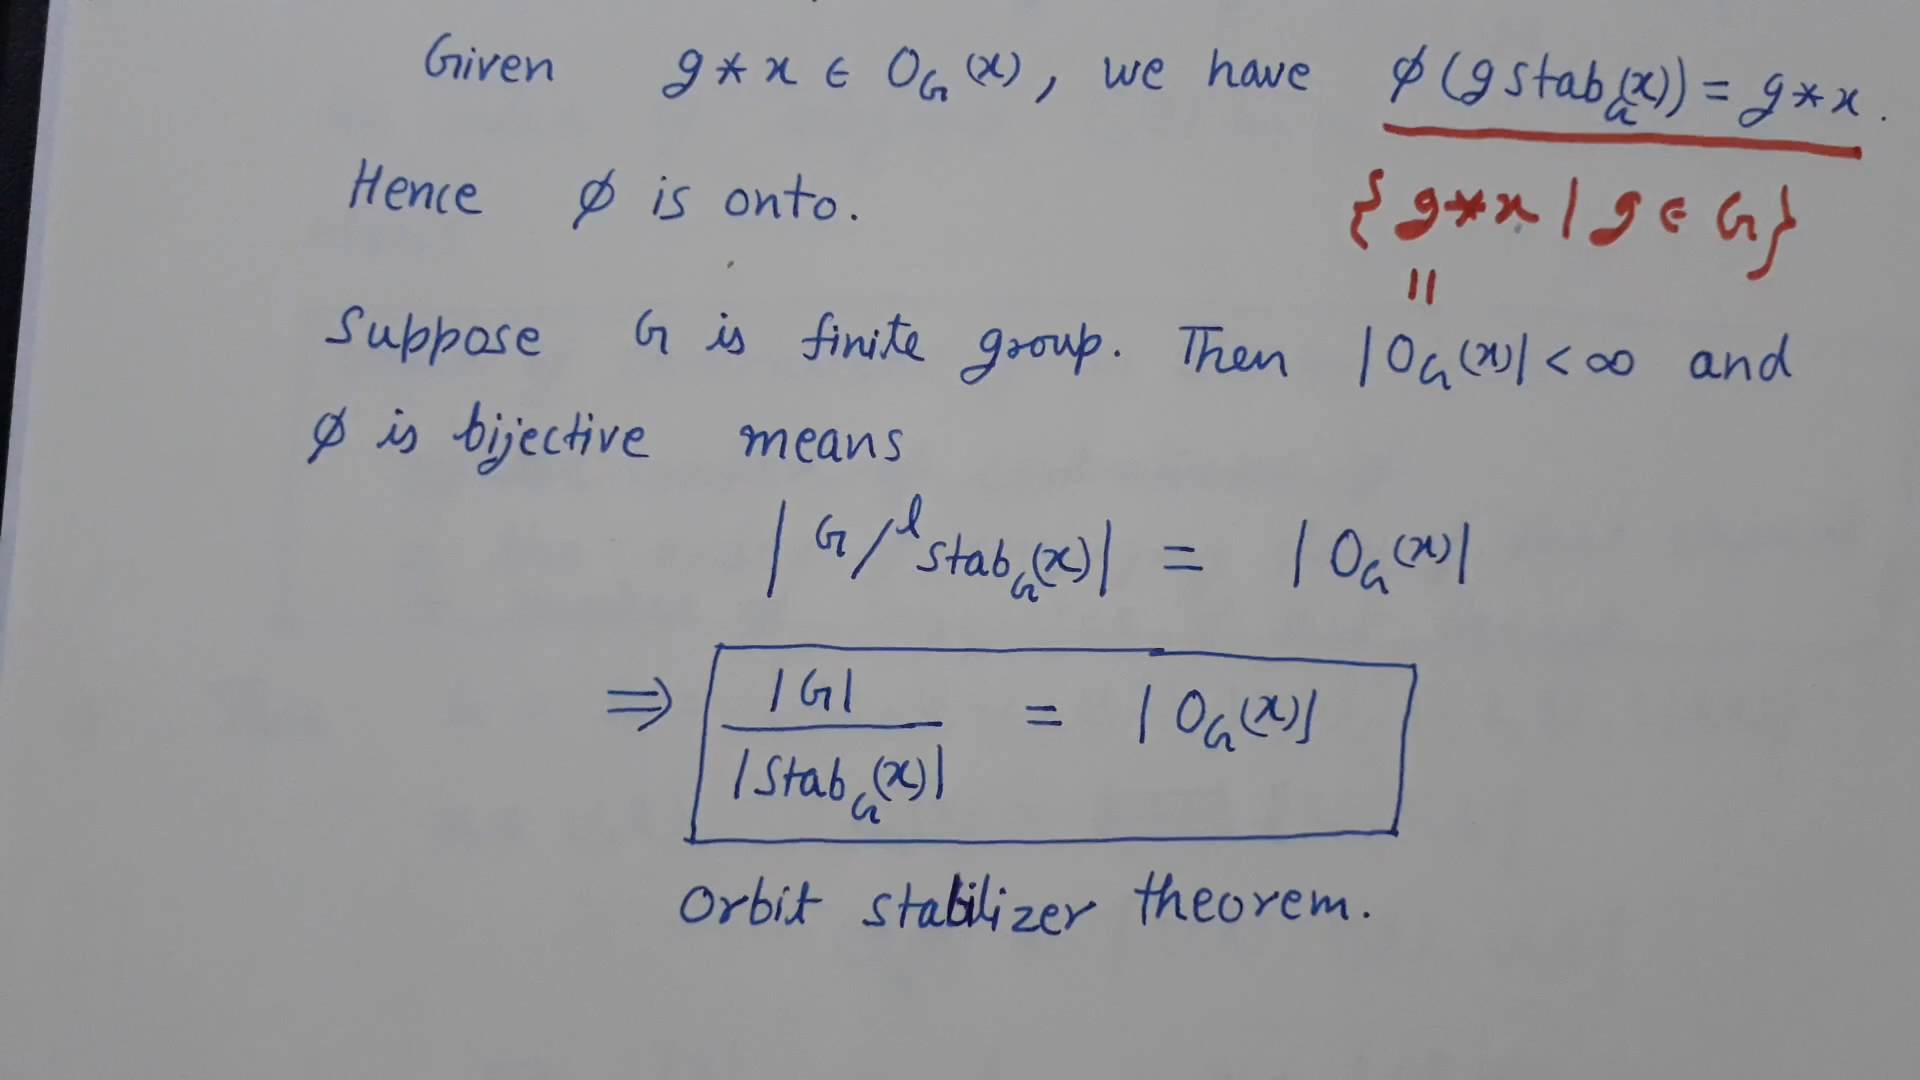 Given g * x ∈ O_G(x), we have ϕ(g Stab_G(x)) = g * x.
Hence ϕ is onto.
{ g * x | g ∈ G }
||
Suppose G is finite group. Then |O_G(x)| < ∞ and
ϕ is bijective means
| G /^l Stab_G(x) | = | O_G(x) |
⇒ |G| / |Stab_G(x)| = | O_G(x) |
Orbit stabilizer theorem.